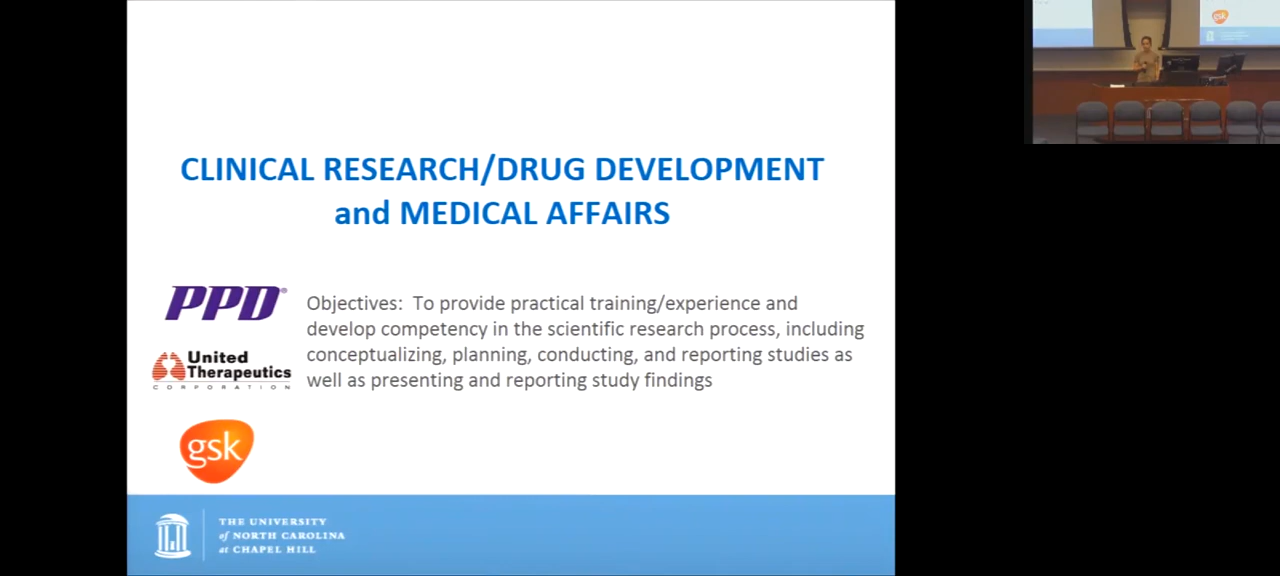 CLINICAL RESEARCH/DRUG DEVELOPMENT
and MEDICAL AFFAIRS
PPD®
Objectives: To provide practical training/experience and
develop competency in the scientific research process, including
conceptualizing, planning, conducting, and reporting studies as
well as presenting and reporting study findings
United
Therapeutics
CORPORATION
gsk
THE UNIVERSITY
of NORTH CAROLINA
at CHAPEL HILL
gsk